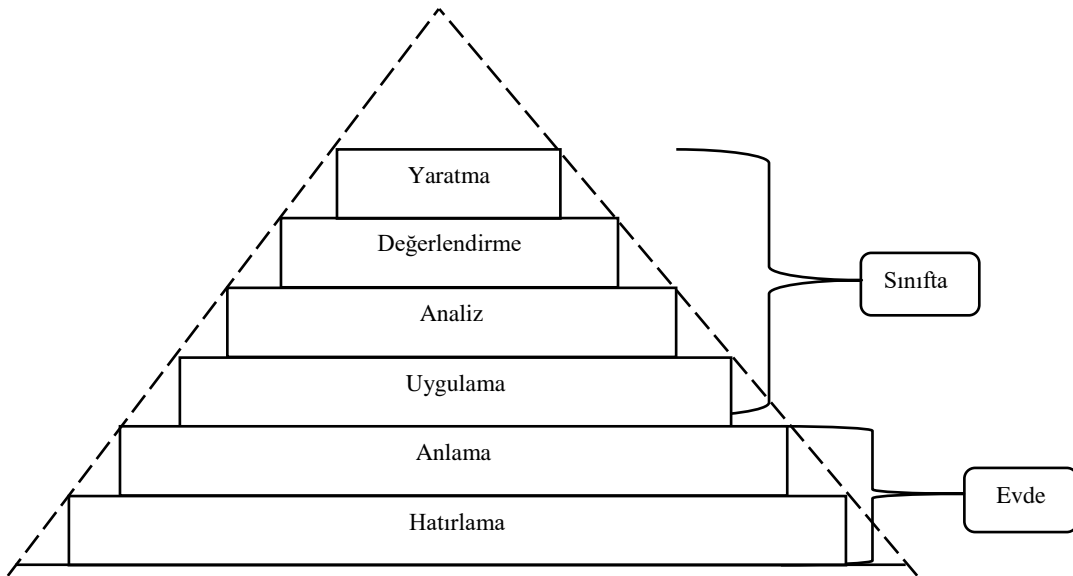 Yaratma
Değerlendirme
Analiz
Uygulama
Anlama
Hatırlama
Sınıfta
Evde